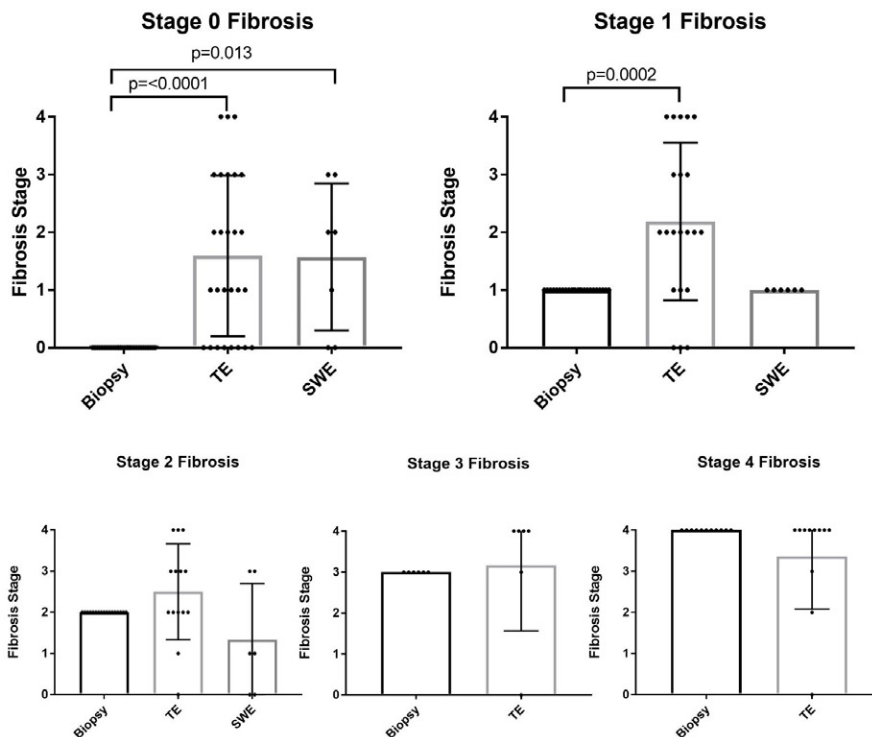 Stage 0 Fibrosis
p=0.013
p=<0.0001
4
3
2
1
0
Fibrosis Stage
Biopsy
TE
SWE
Stage 1 Fibrosis
p=0.0002
4
3
2
1
0
Fibrosis Stage
Biopsy
TE
SWE
Stage 2 Fibrosis
4
3
2
1
0
Fibrosis Stage
Biopsy
TE
SWE
Stage 3 Fibrosis
4
3
2
1
0
Fibrosis Stage
Biopsy
TE
Stage 4 Fibrosis
4
3
2
1
0
Fibrosis Stage
Biopsy
TE